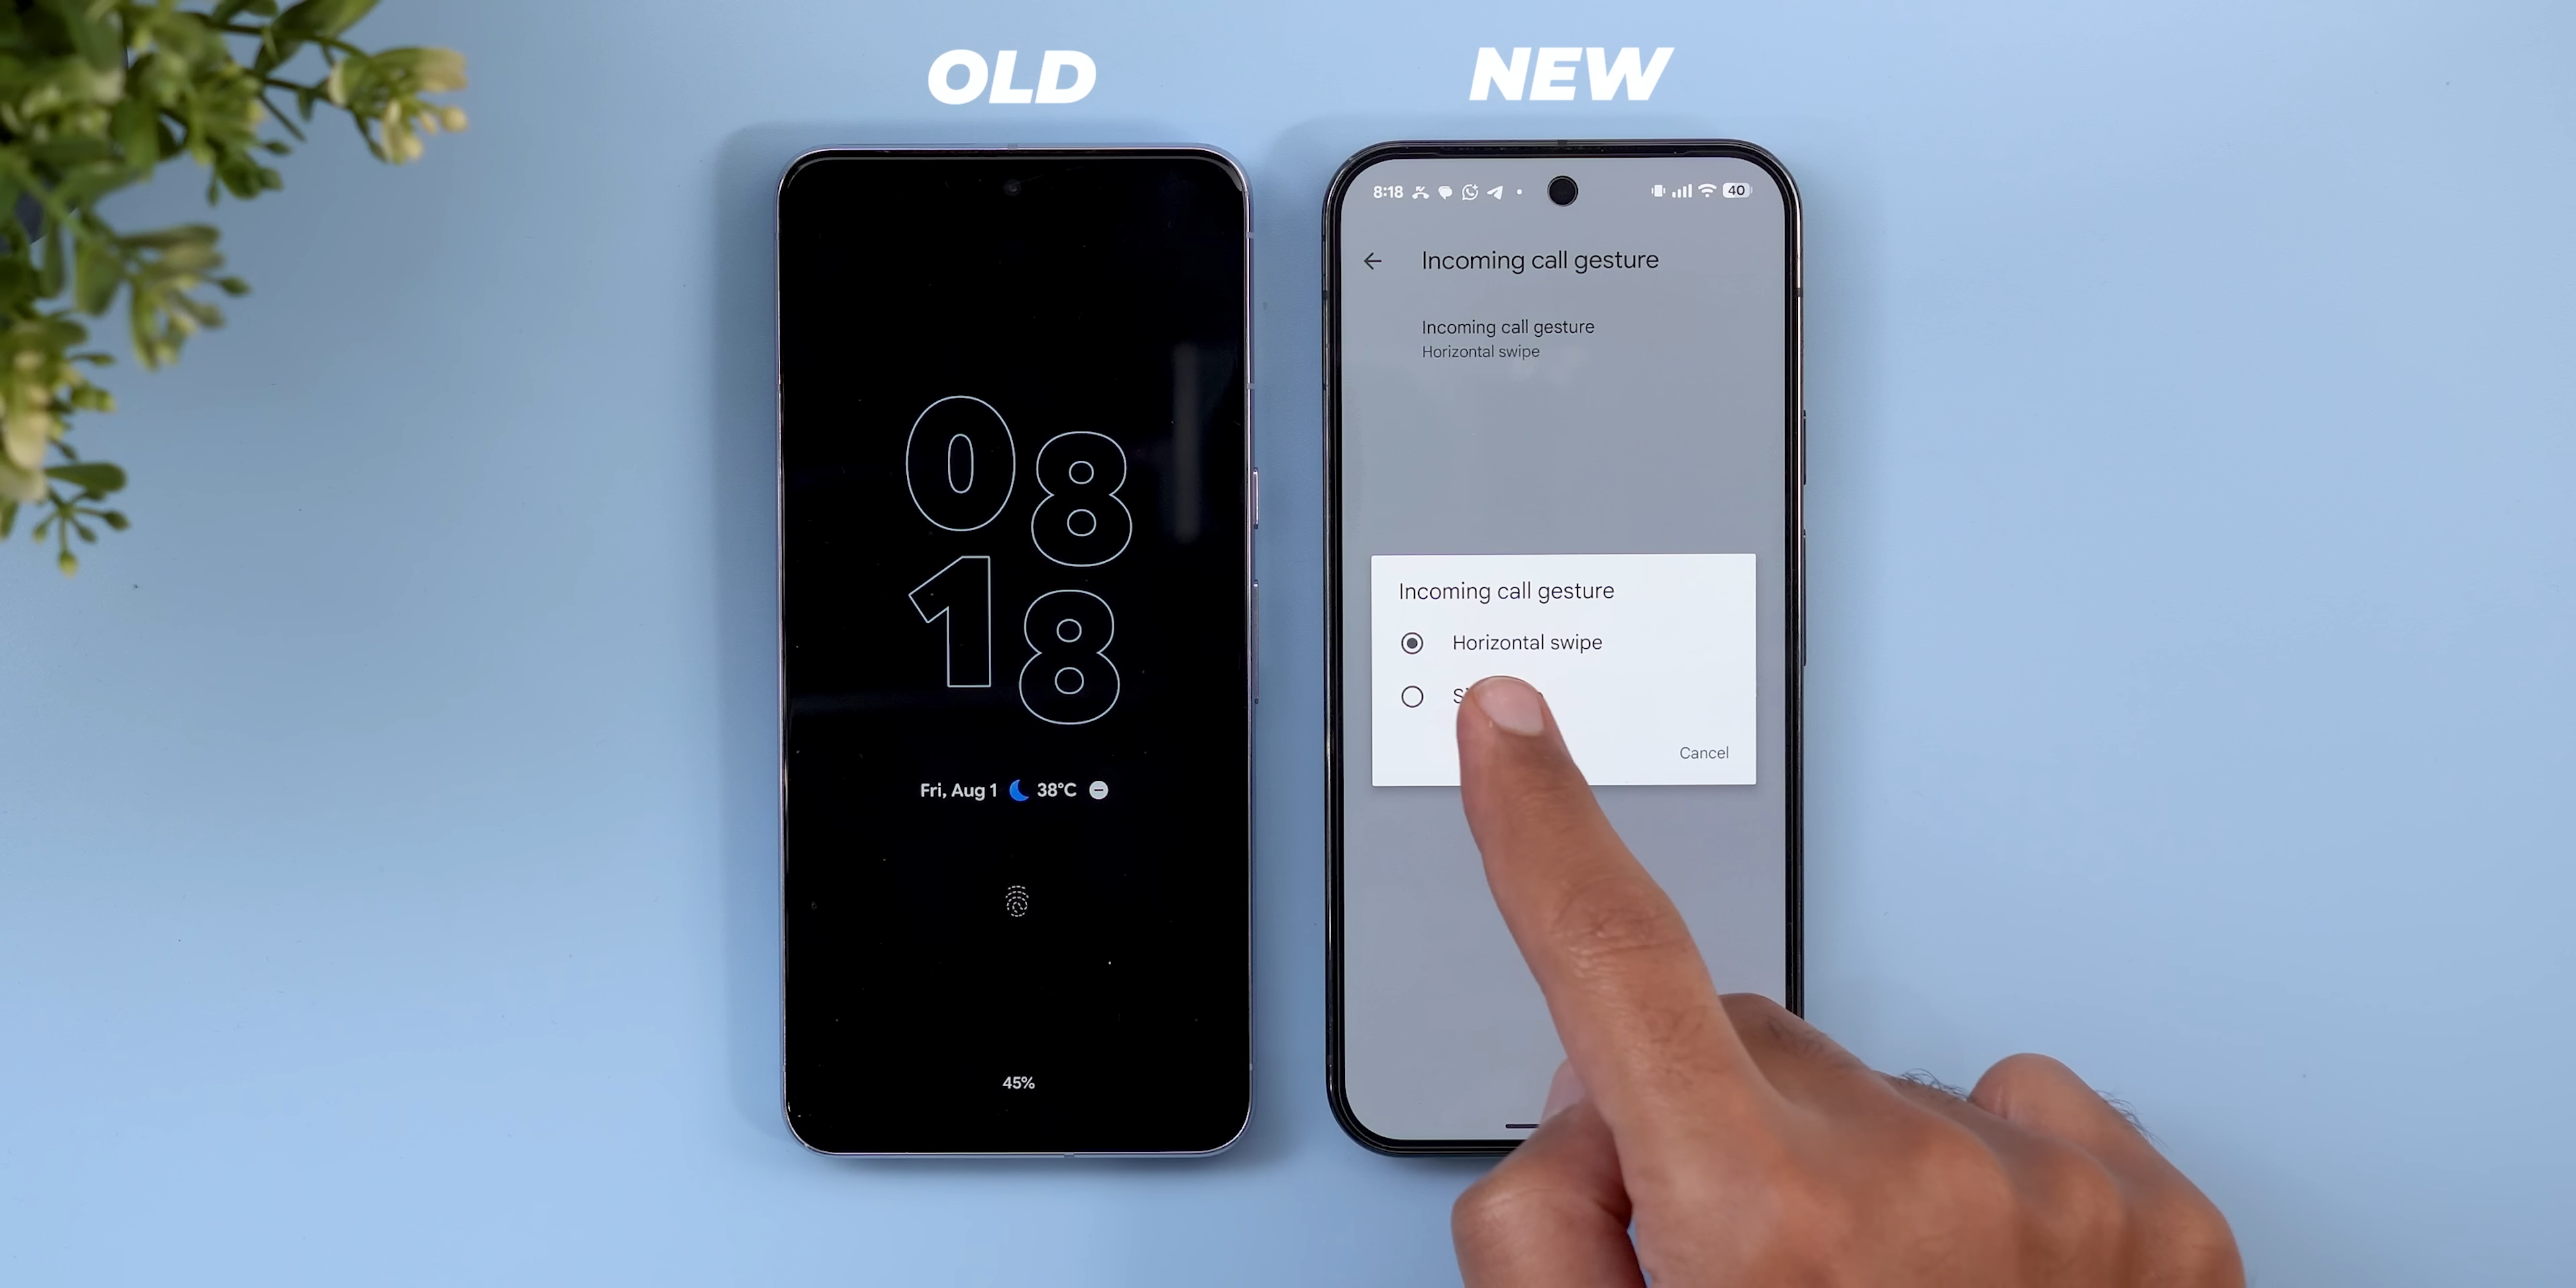 OLD
NEW
08
18
Fri, Aug 1 38°C
45%
8:18 40
Incoming call gesture
Incoming call gesture
Horizontal swipe
Incoming call gesture
Horizontal swipe
Cancel